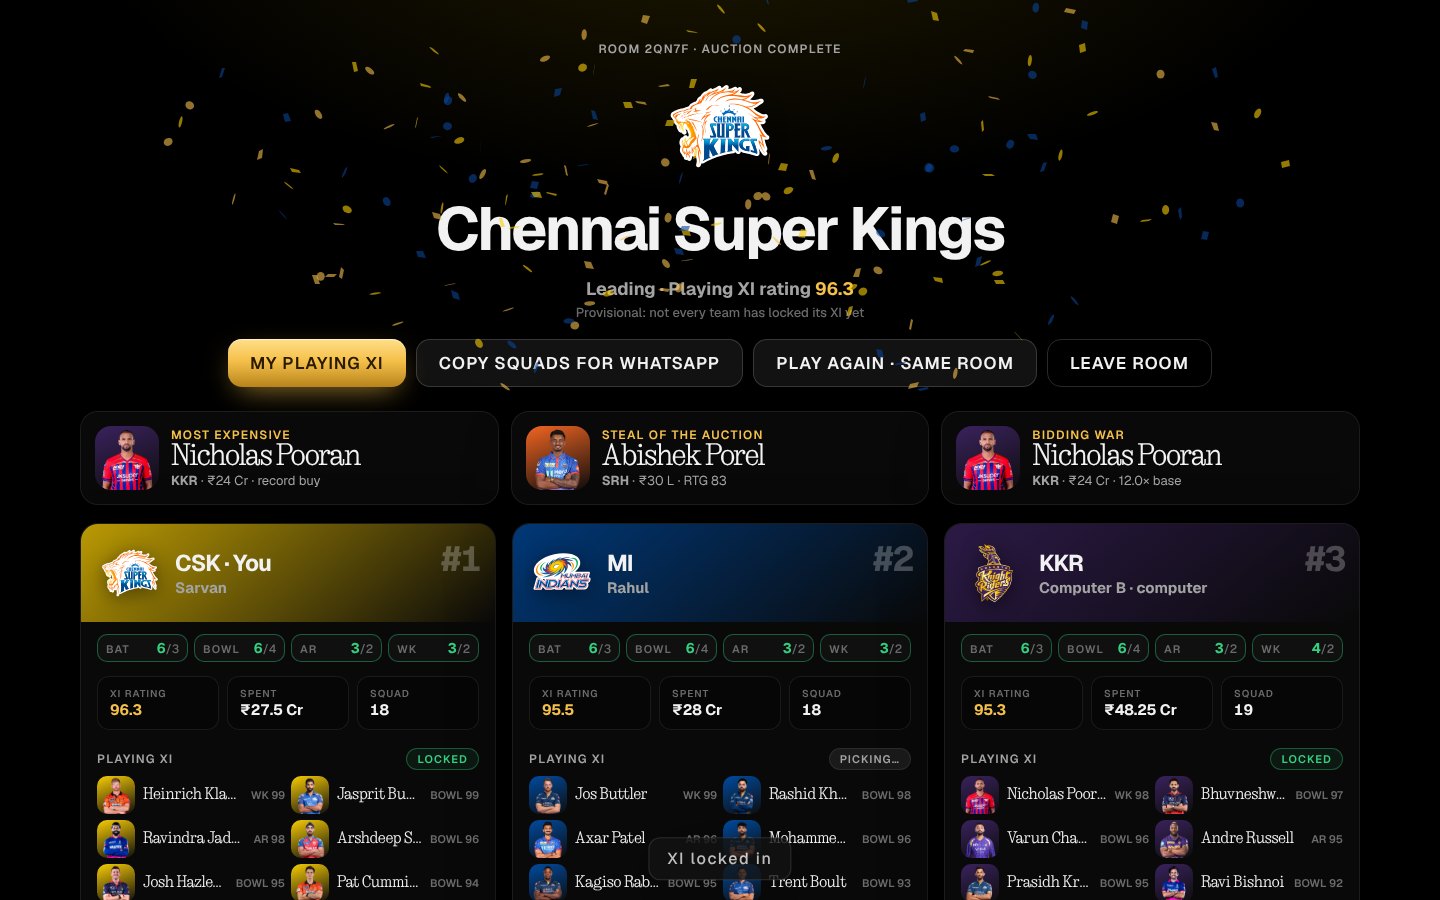 ROOM 2QN7F · AUCTION COMPLETE
CHENNAI
SUPER
KINGS
Chennai Super Kings
Leading · Playing XI rating 96.3
Provisional: not every team has locked its XI yet
MY PLAYING XI
COPY SQUADS FOR WHATSAPP
PLAY AGAIN · SAME ROOM
LEAVE ROOM
MOST EXPENSIVE
Nicholas Pooran
KKR · ₹24 Cr · record buy
STEAL OF THE AUCTION
Abishek Porel
SRH · ₹30 L · RTG 83
BIDDING WAR
Nicholas Pooran
KKR · ₹24 Cr · 12.0× base
CHENNAI
SUPER
KINGS
CSK · You
Sarvan
#1
BAT 6/3 BOWL 6/4 AR 3/2 WK 3/2
XI RATING
96.3
SPENT
₹27.5 Cr
SQUAD
18
PLAYING XI
LOCKED
Heinrich Kla... WK 99
Jasprit Bu... BOWL 99
Ravindra Jad... AR 98
Arshdeep S... BOWL 96
Josh Hazle... BOWL 95
Pat Cummi... BOWL 94
MUMBAI
INDIANS
MI
Rahul
#2
BAT 6/3 BOWL 6/4 AR 3/2 WK 3/2
XI RATING
95.5
SPENT
₹28 Cr
SQUAD
18
PLAYING XI
PICKING...
Jos Buttler WK 99
Rashid Kh... BOWL 98
Axar Patel AR 96
Mohamme... BOWL 96
Kagiso Rab... BOWL 95
Trent Boult BOWL 93
Knight
Riders
KKR
Computer B · computer
#3
BAT 6/3 BOWL 6/4 AR 3/2 WK 4/2
XI RATING
95.3
SPENT
₹48.25 Cr
SQUAD
19
PLAYING XI
LOCKED
Nicholas Poor... WK 98
Bhuvneshw... BOWL 97
Varun Cha... BOWL 96
Andre Russell AR 95
Prasidh Kr... BOWL 95
Ravi Bishnoi BOWL 92
XI locked in